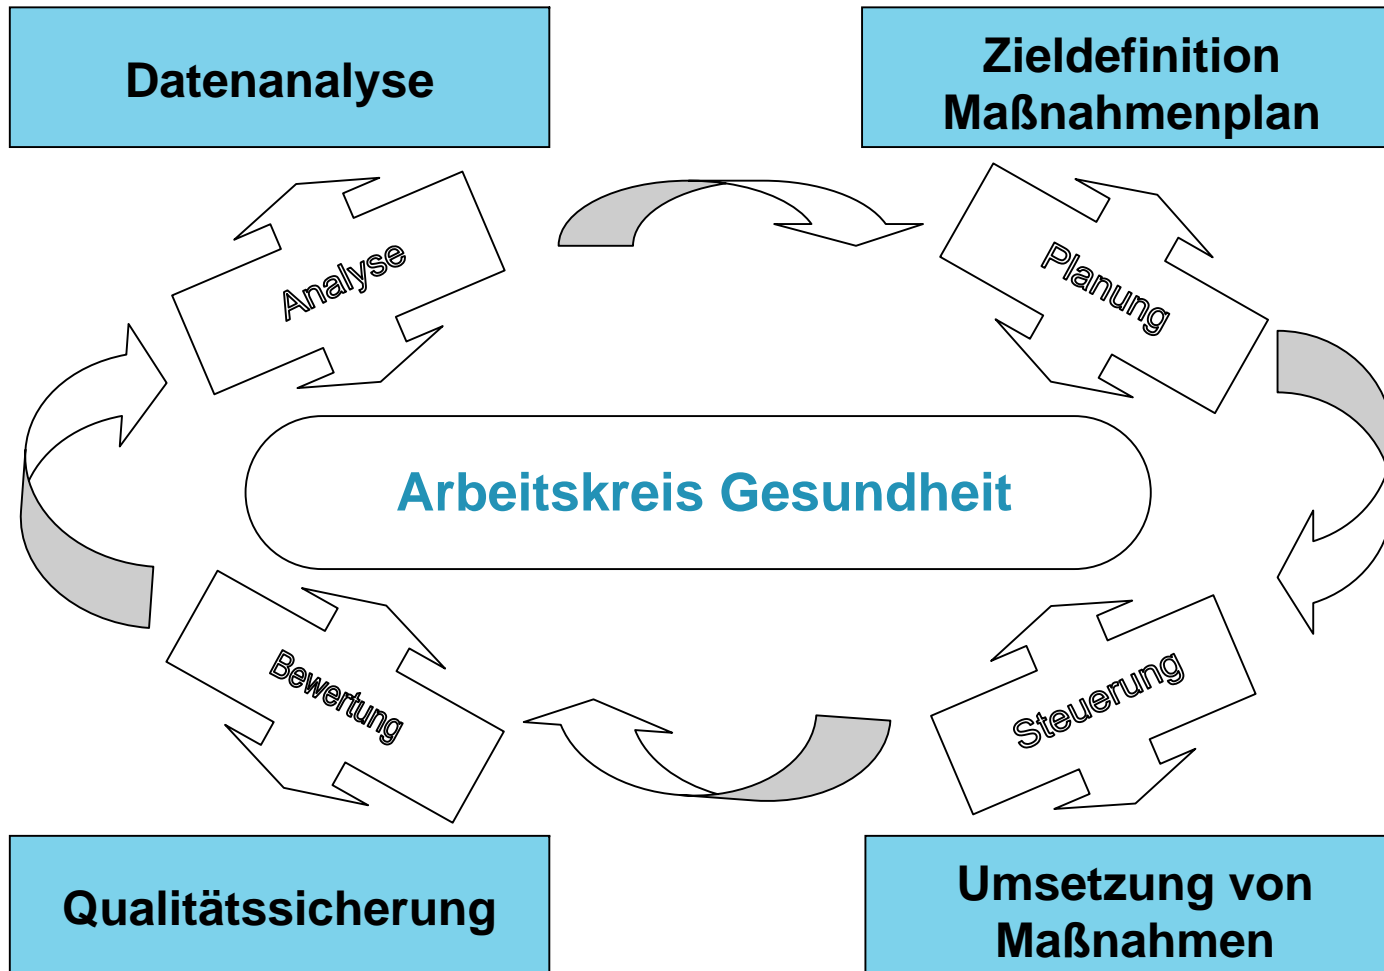 Datenanalyse
Zieldefinition
Maßnahmenplan
Analyse
Planung
Arbeitskreis Gesundheit
Bewertung
Steuerung
Qualitätssicherung
Umsetzung von
Maßnahmen